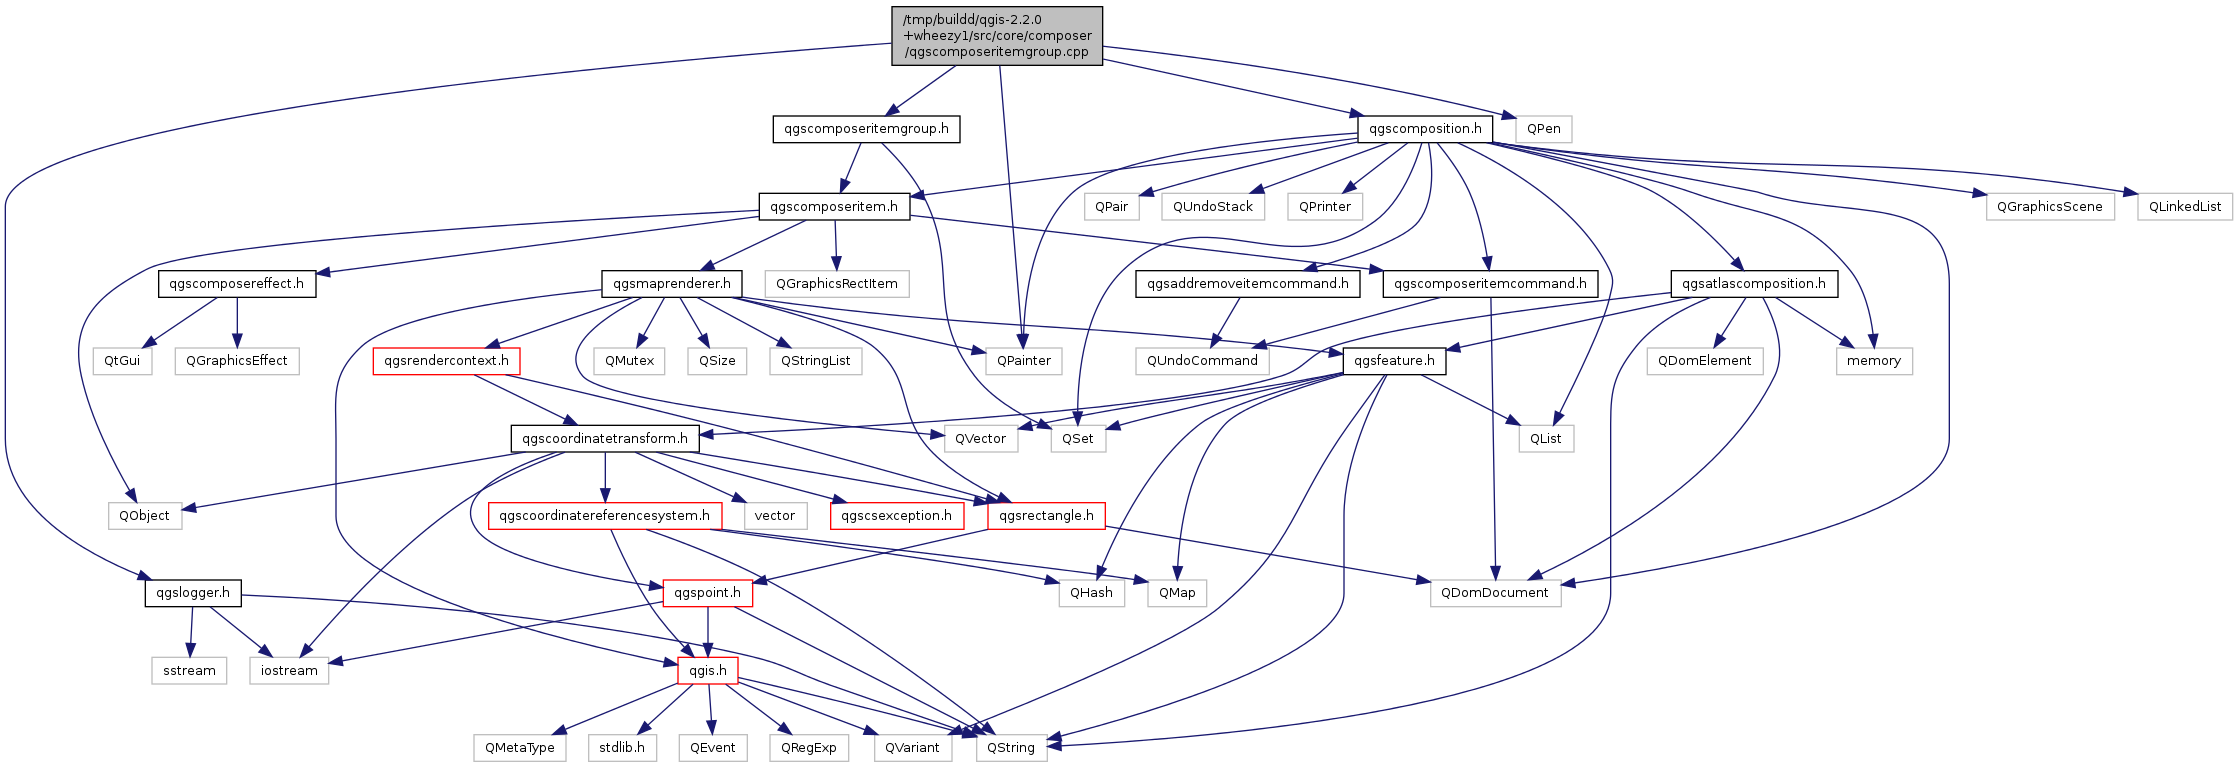 /tmp/buildd/qgis-2.2.0
+wheezy1/src/core/composer
/qgscomposeritemgroup.cpp
qgscomposeritemgroup.h
qgscomposition.h
QPen
qgscomposeritem.h
QPair
QUndoStack
QPrinter
QGraphicsScene
QLinkedList
qgscomposereffect.h
qgsmaprenderer.h
QGraphicsRectItem
qgsaddremoveitemcommand.h
qgscomposeritemcommand.h
qgsatlascomposition.h
QtGui
QGraphicsEffect
qgsrendercontext.h
QMutex
QSize
QStringList
QPainter
QUndoCommand
qgsfeature.h
QDomElement
memory
qgscoordinatetransform.h
QVector
QSet
QList
QObject
qgscoordinatereferencesystem.h
vector
qgscsexception.h
qgsrectangle.h
qgslogger.h
qgspoint.h
QHash
QMap
QDomDocument
sstream
iostream
qgis.h
QMetaType
stdlib.h
QEvent
QRegExp
QVariant
QString